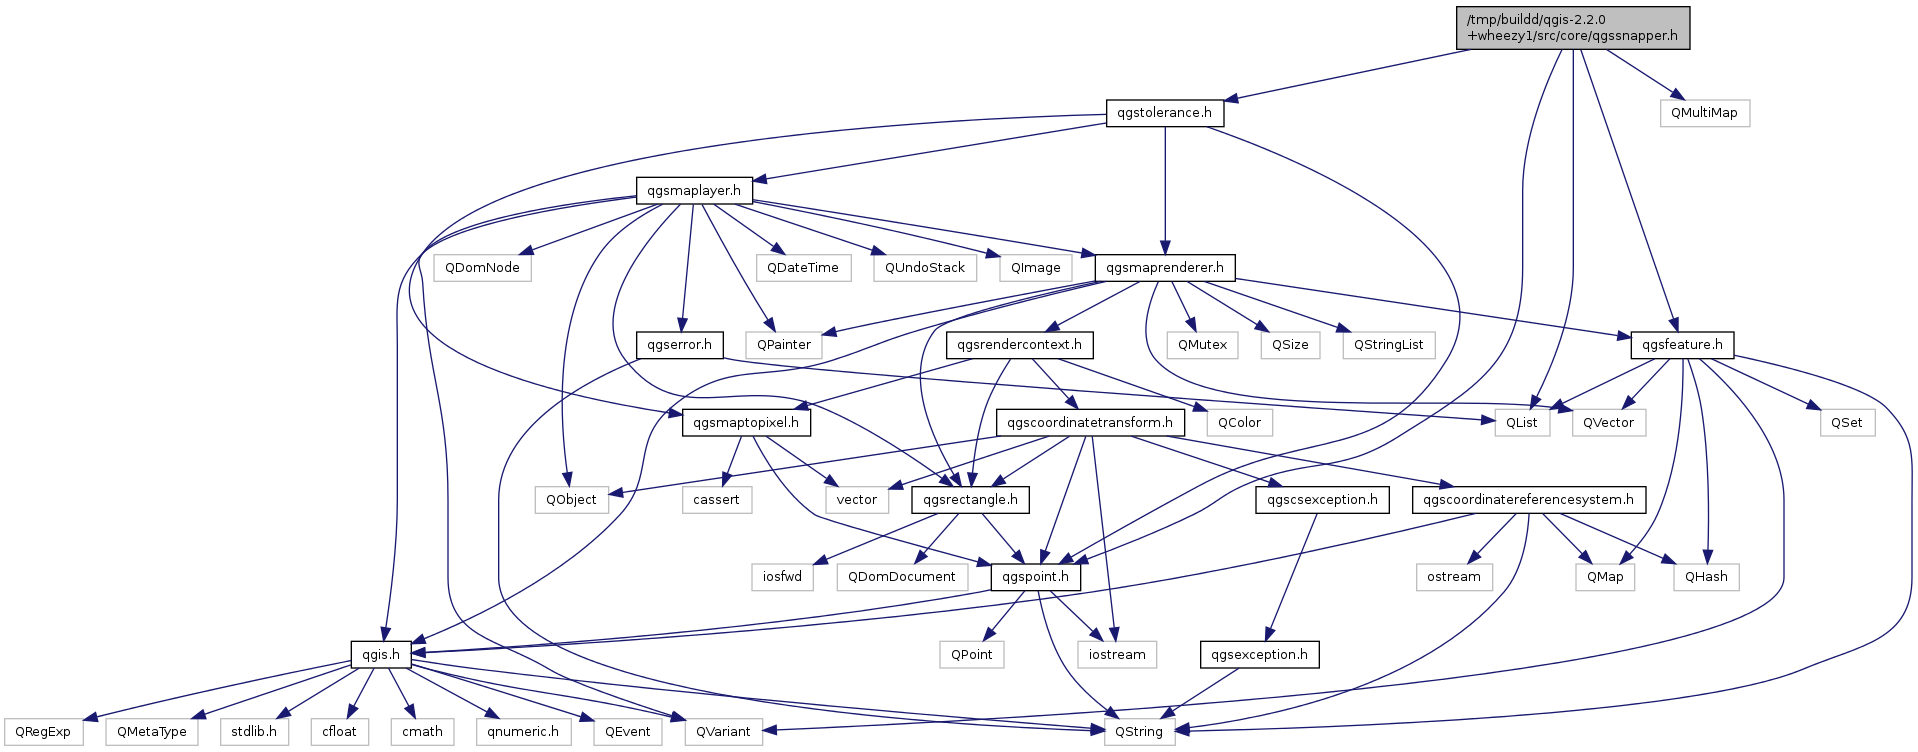 /tmp/buildd/qgis-2.2.0
+wheezy1/src/core/qgssnapper.h
qgstolerance.h
QMultiMap
qgsmaplayer.h
QDomNode
QDateTime
QUndoStack
QImage
qgsmaprenderer.h
qgserror.h
QPainter
qgsrendercontext.h
QMutex
QSize
QStringList
qgsfeature.h
qgsmaptopixel.h
qgscoordinatetransform.h
QColor
QList
QVector
QSet
QObject
cassert
vector
qgsrectangle.h
qgscsexception.h
qgscoordinatereferencesystem.h
iosfwd
QDomDocument
qgspoint.h
ostream
QMap
QHash
qgis.h
QPoint
iostream
qgsexception.h
QRegExp
QMetaType
stdlib.h
cfloat
cmath
qnumeric.h
QEvent
QVariant
QString